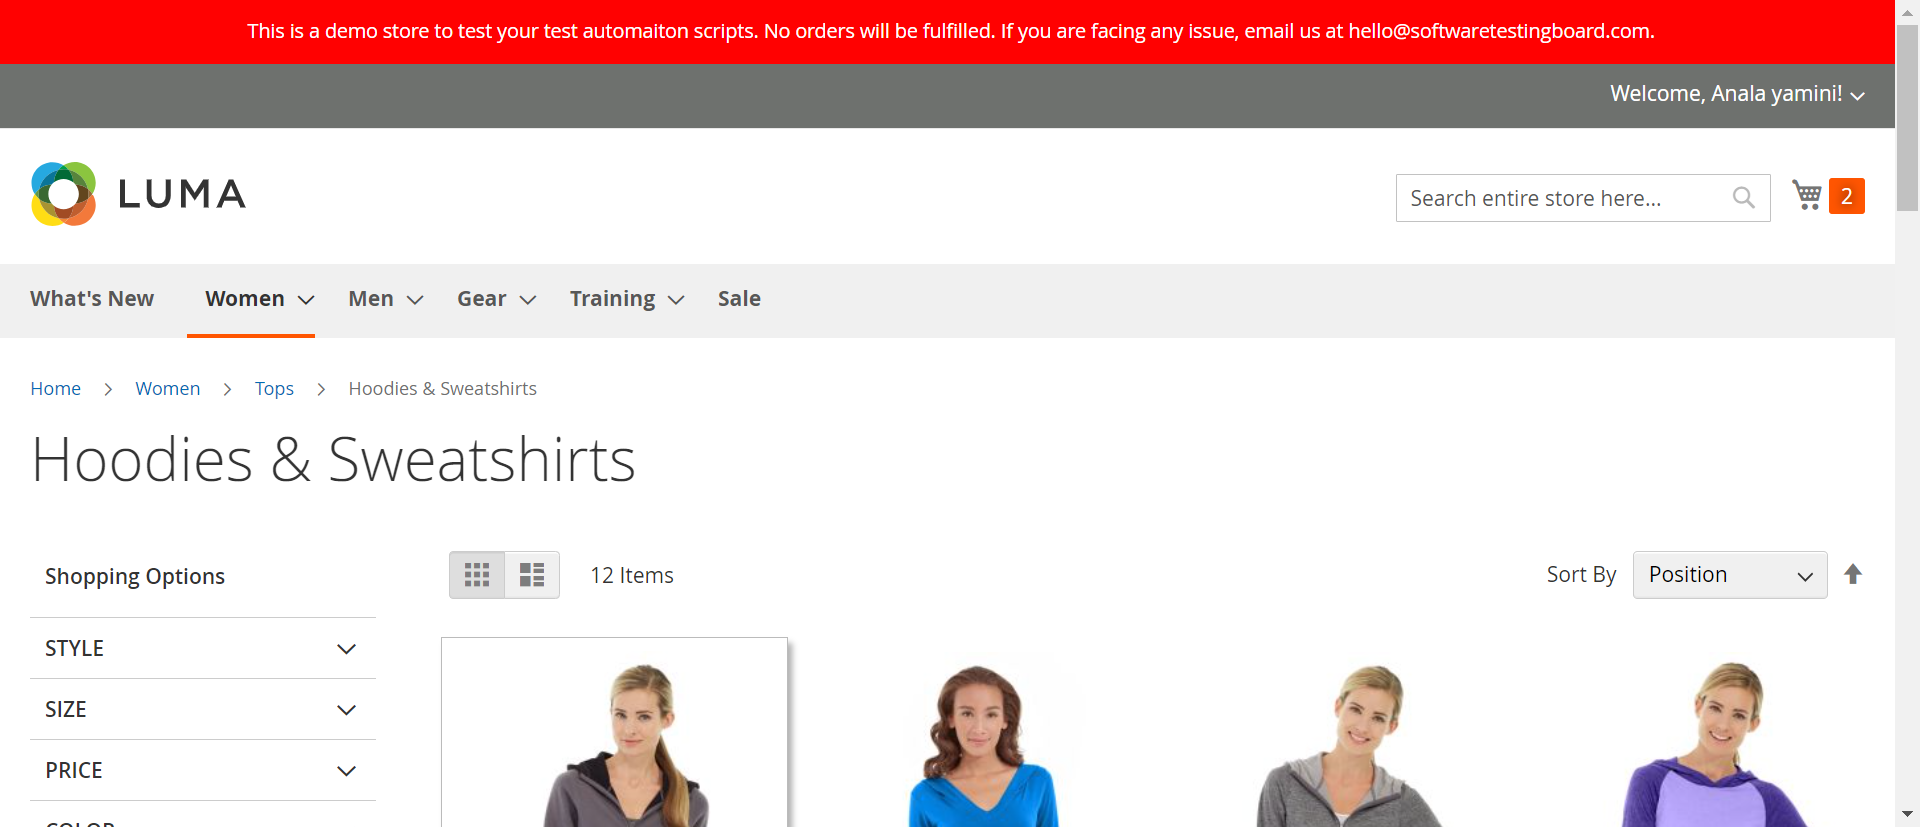 This is a demo store to test your test automaiton scripts. No orders will be fulfilled. If you are facing any issue, email us at hello@softwaretestingboard.com.
Welcome, Anala yamini!
LUMA
Search entire store here...
2
What's New Women Men Gear Training Sale
Home Women Tops Hoodies & Sweatshirts
Hoodies & Sweatshirts
Shopping Options
12 Items
Sort By Position
STYLE
SIZE
PRICE
COLOR